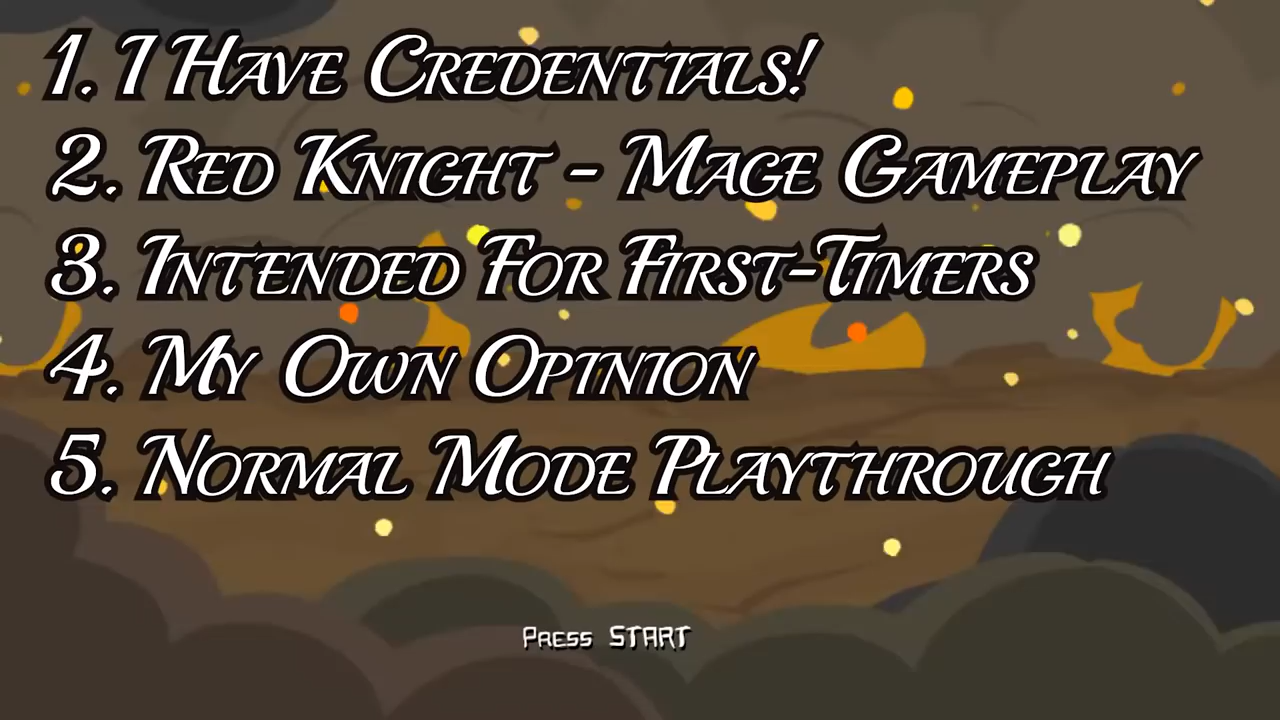 1. I Have Credentials!
2. Red Knight - Mage Gameplay
3. Intended For First-Timers
4. My Own Opinion
5. Normal Mode Playthrough
Press START